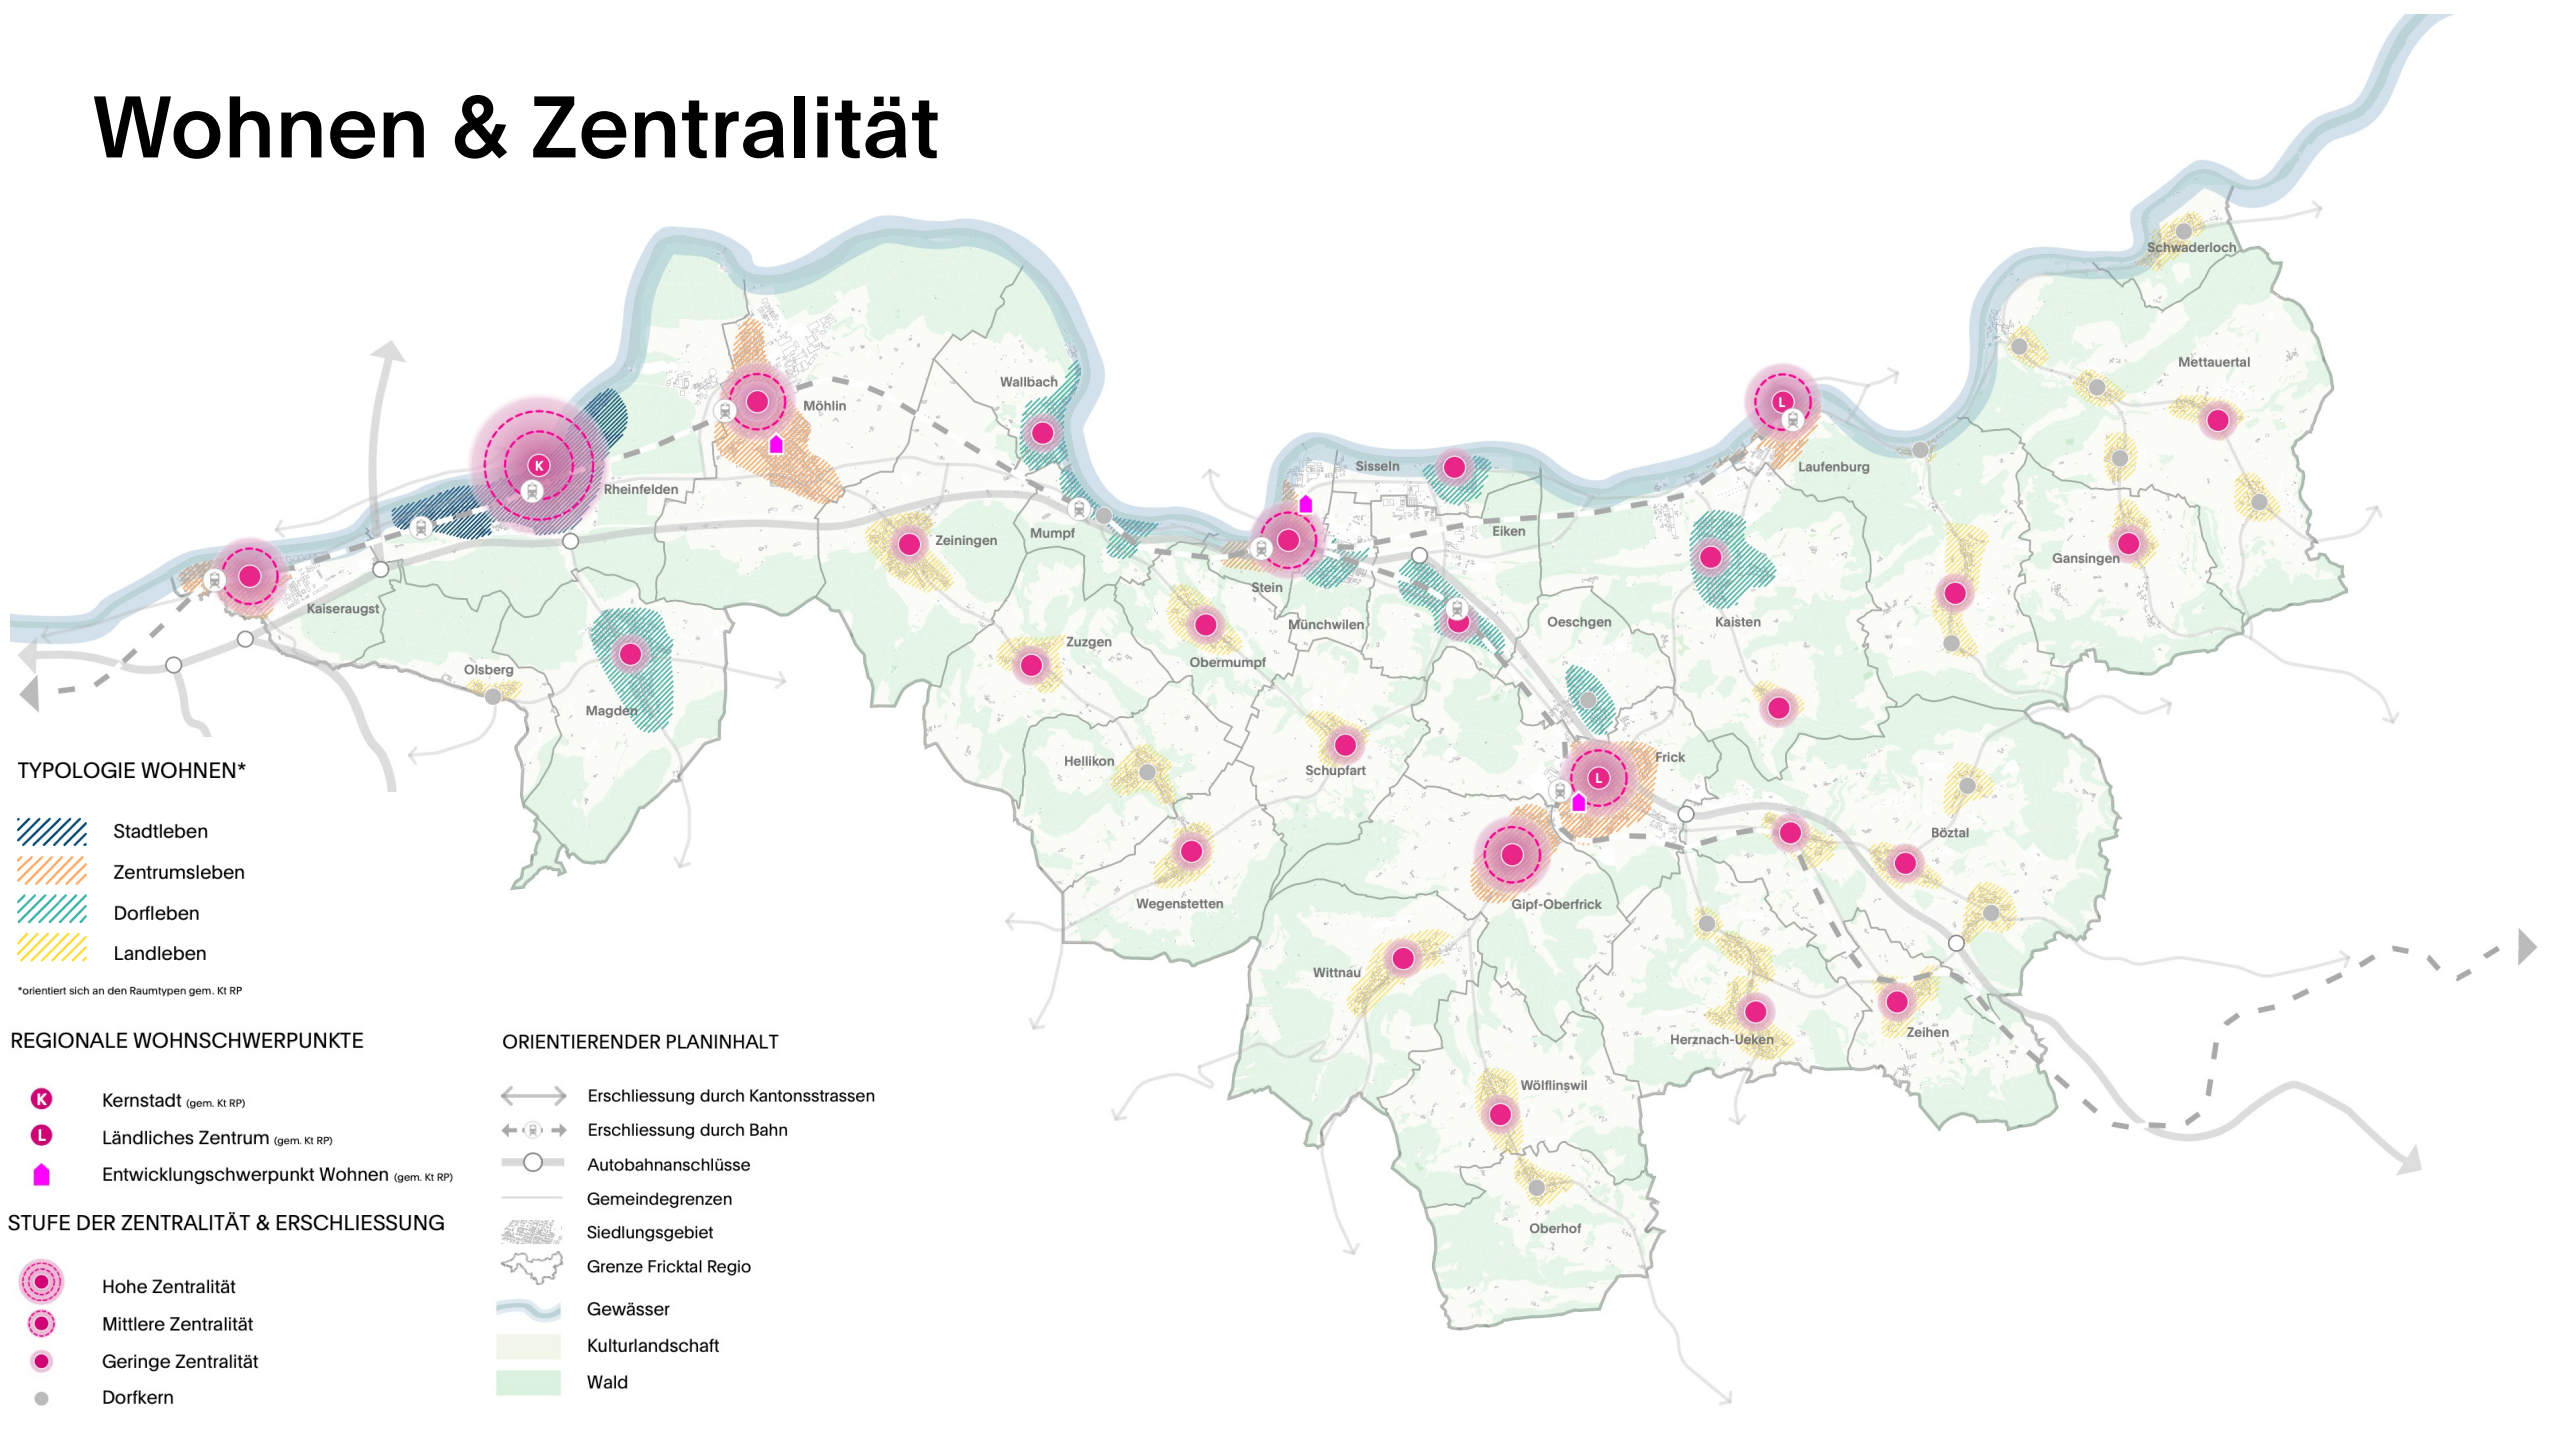 Wohnen & Zentralität
Schwaderloch
Mettauertal
Wallbach
Möhlin
Sisseln
Laufenburg
Rheinfelden
K
L
Mumpf
Zeiningen
Eiken
Gansingen
Stein
Kaiseraugst
Münchwilen
Oeschgen
Kaisten
Zuzgen
Obermumpf
Olsberg
Magden
Hellikon
Schupfart
Frick
L
Böztal
Wegenstetten
Gipf-Oberfrick
Wittnau
Herznach-Ueken
Zeihen
Wölflinswil
Oberhof
TYPOLOGIE WOHNEN*
Stadtleben
Zentrumsleben
Dorfleben
Landleben
*orientiert sich an den Raumtypen gem. Kt RP
REGIONALE WOHNSCHWERPUNKTE
K Kernstadt (gem. Kt RP)
L Ländliches Zentrum (gem. Kt RP)
Entwicklungschwerpunkt Wohnen (gem. Kt RP)
STUFE DER ZENTRALITÄT & ERSCHLIESSUNG
Hohe Zentralität
Mittlere Zentralität
Geringe Zentralität
Dorfkern
ORIENTIERENDER PLANINHALT
Erschliessung durch Kantonsstrassen
Erschliessung durch Bahn
Autobahnanschlüsse
Gemeindegrenzen
Siedlungsgebiet
Grenze Fricktal Regio
Gewässer
Kulturlandschaft
Wald